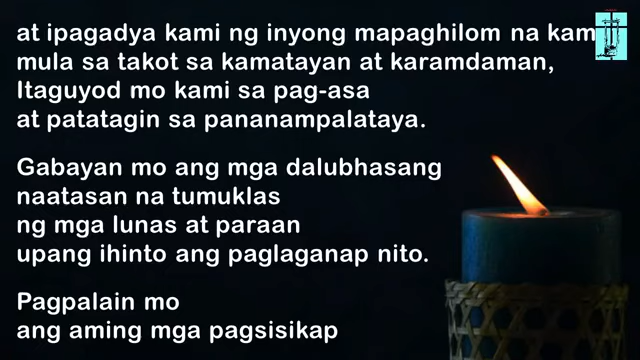 at ipagadya kami ng inyong mapaghilom na
mula sa takot sa kamatayan at karamdaman,
Itaguyod mo kami sa pag-asa
at patatagin sa pananampalataya.
Gabayan mo ang mga dalubhasang
naatasan na tumuklas
ng mga lunas at paraan
upang ihinto ang paglaganap nito.
Pagpalain mo
ang aming mga pagsisikap